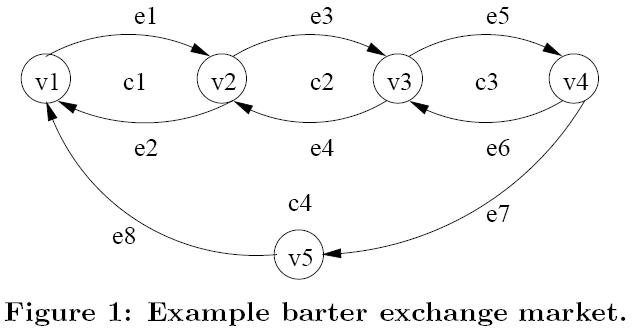 e1 e3 e5
v1 c1 v2 c2 v3 c3 v4
e2 e4 e6
c4 e7
e8 v5
Figure 1: Example barter exchange market.